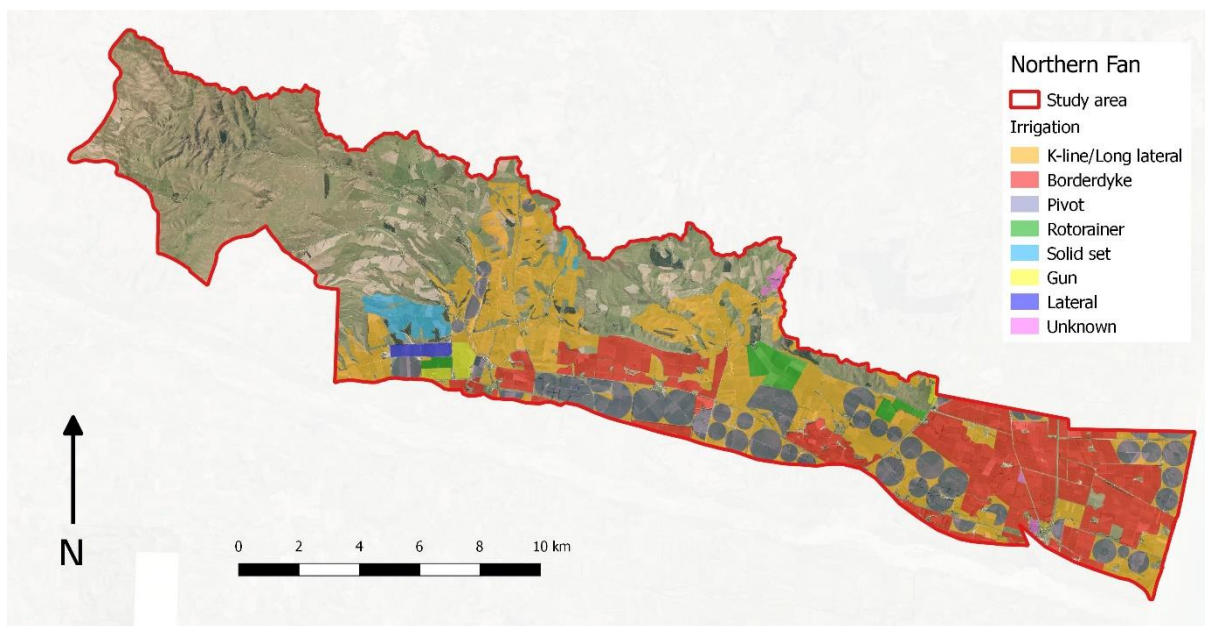 Northern Fan
Study area
Irrigation
K-line/Long lateral
Borderdyke
Pivot
Rotorainer
Solid set
Gun
Lateral
Unknown
N
0 2 4 6 8 10 km